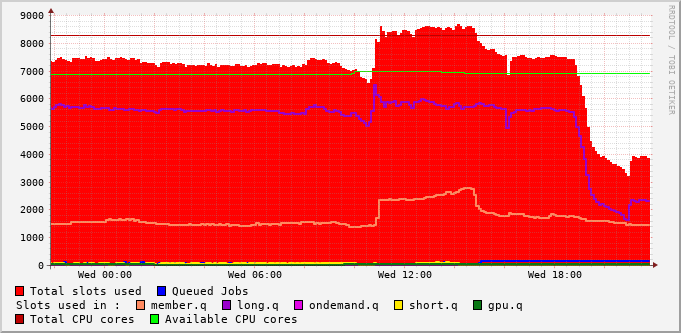 RRDTOOL / TOBI OETIKER
9000
8000
7000
6000
5000
4000
3000
2000
1000
0
Wed 00:00 Wed 06:00 Wed 12:00 Wed 18:00
Total slots used Queued Jobs
Slots used in : member.q long.q ondemand.q short.q gpu.q
Total CPU cores Available CPU cores